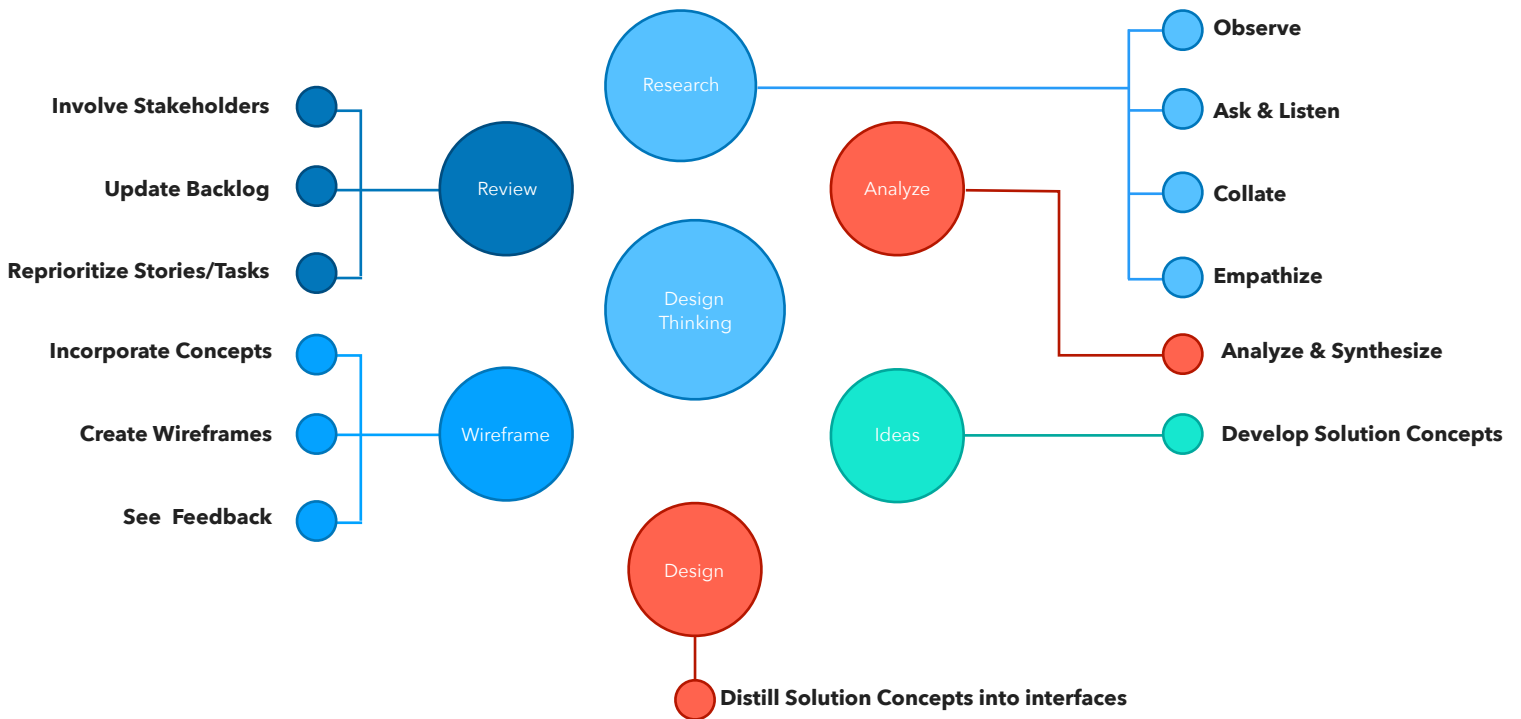 Observe
Research
Involve Stakeholders
Ask & Listen
Update Backlog
Review
Analyze
Collate
Reprioritize Stories/Tasks
Empathize
Design
Thinking
Incorporate Concepts
Analyze & Synthesize
Create Wireframes
Wireframe
Ideas
Develop Solution Concepts
See  Feedback
Design
Distill Solution Concepts into interfaces